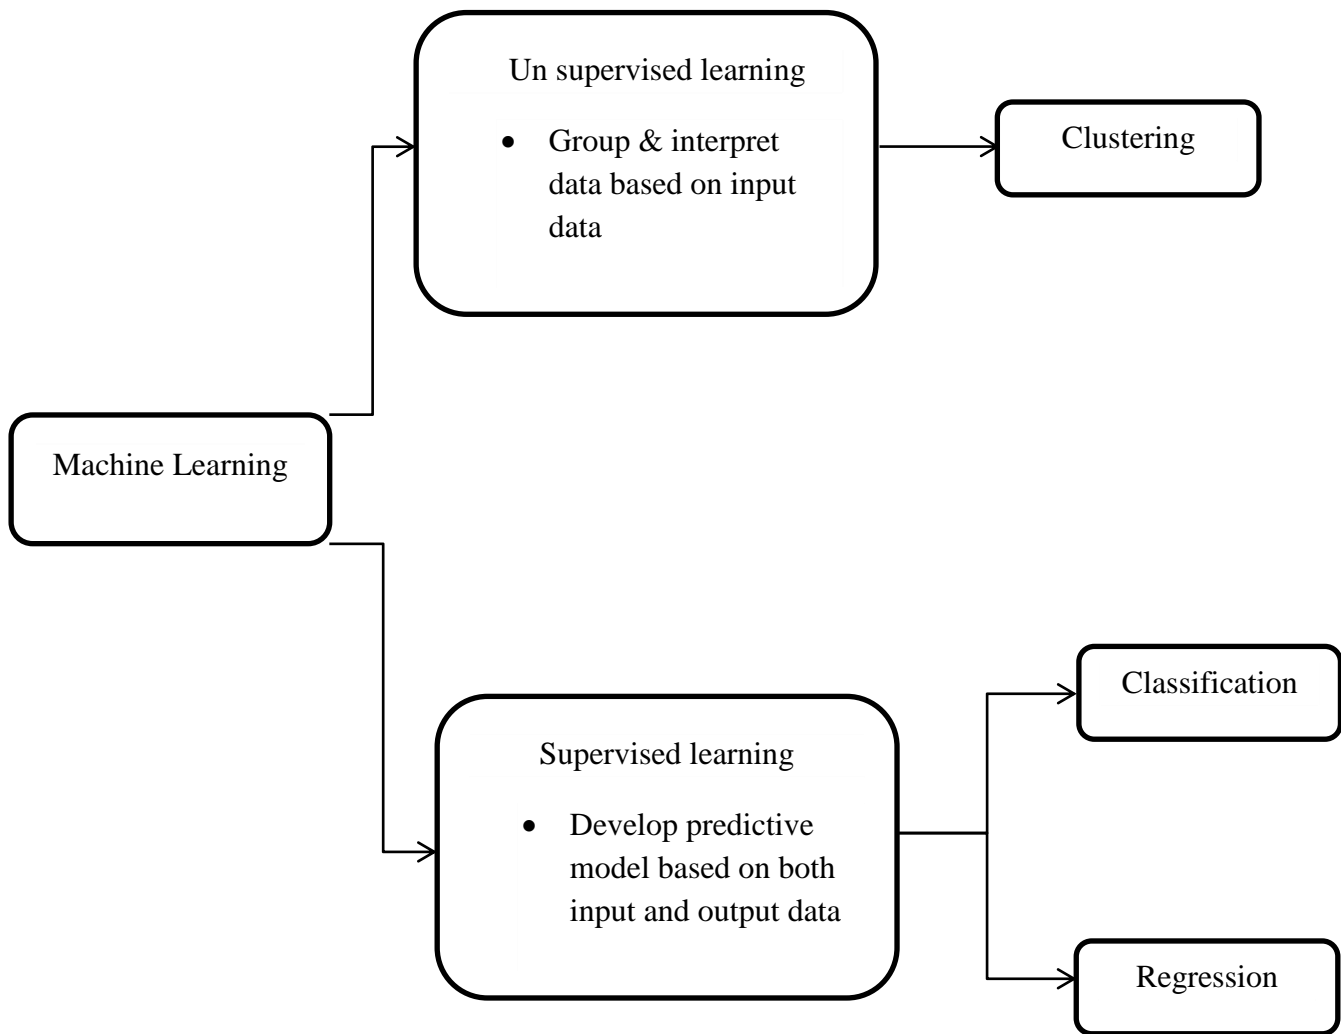 Un supervised learning
• Group & interpret
data based on input
data
Clustering
Machine Learning
Supervised learning
• Develop predictive
model based on both
input and output data
Classification
Regression